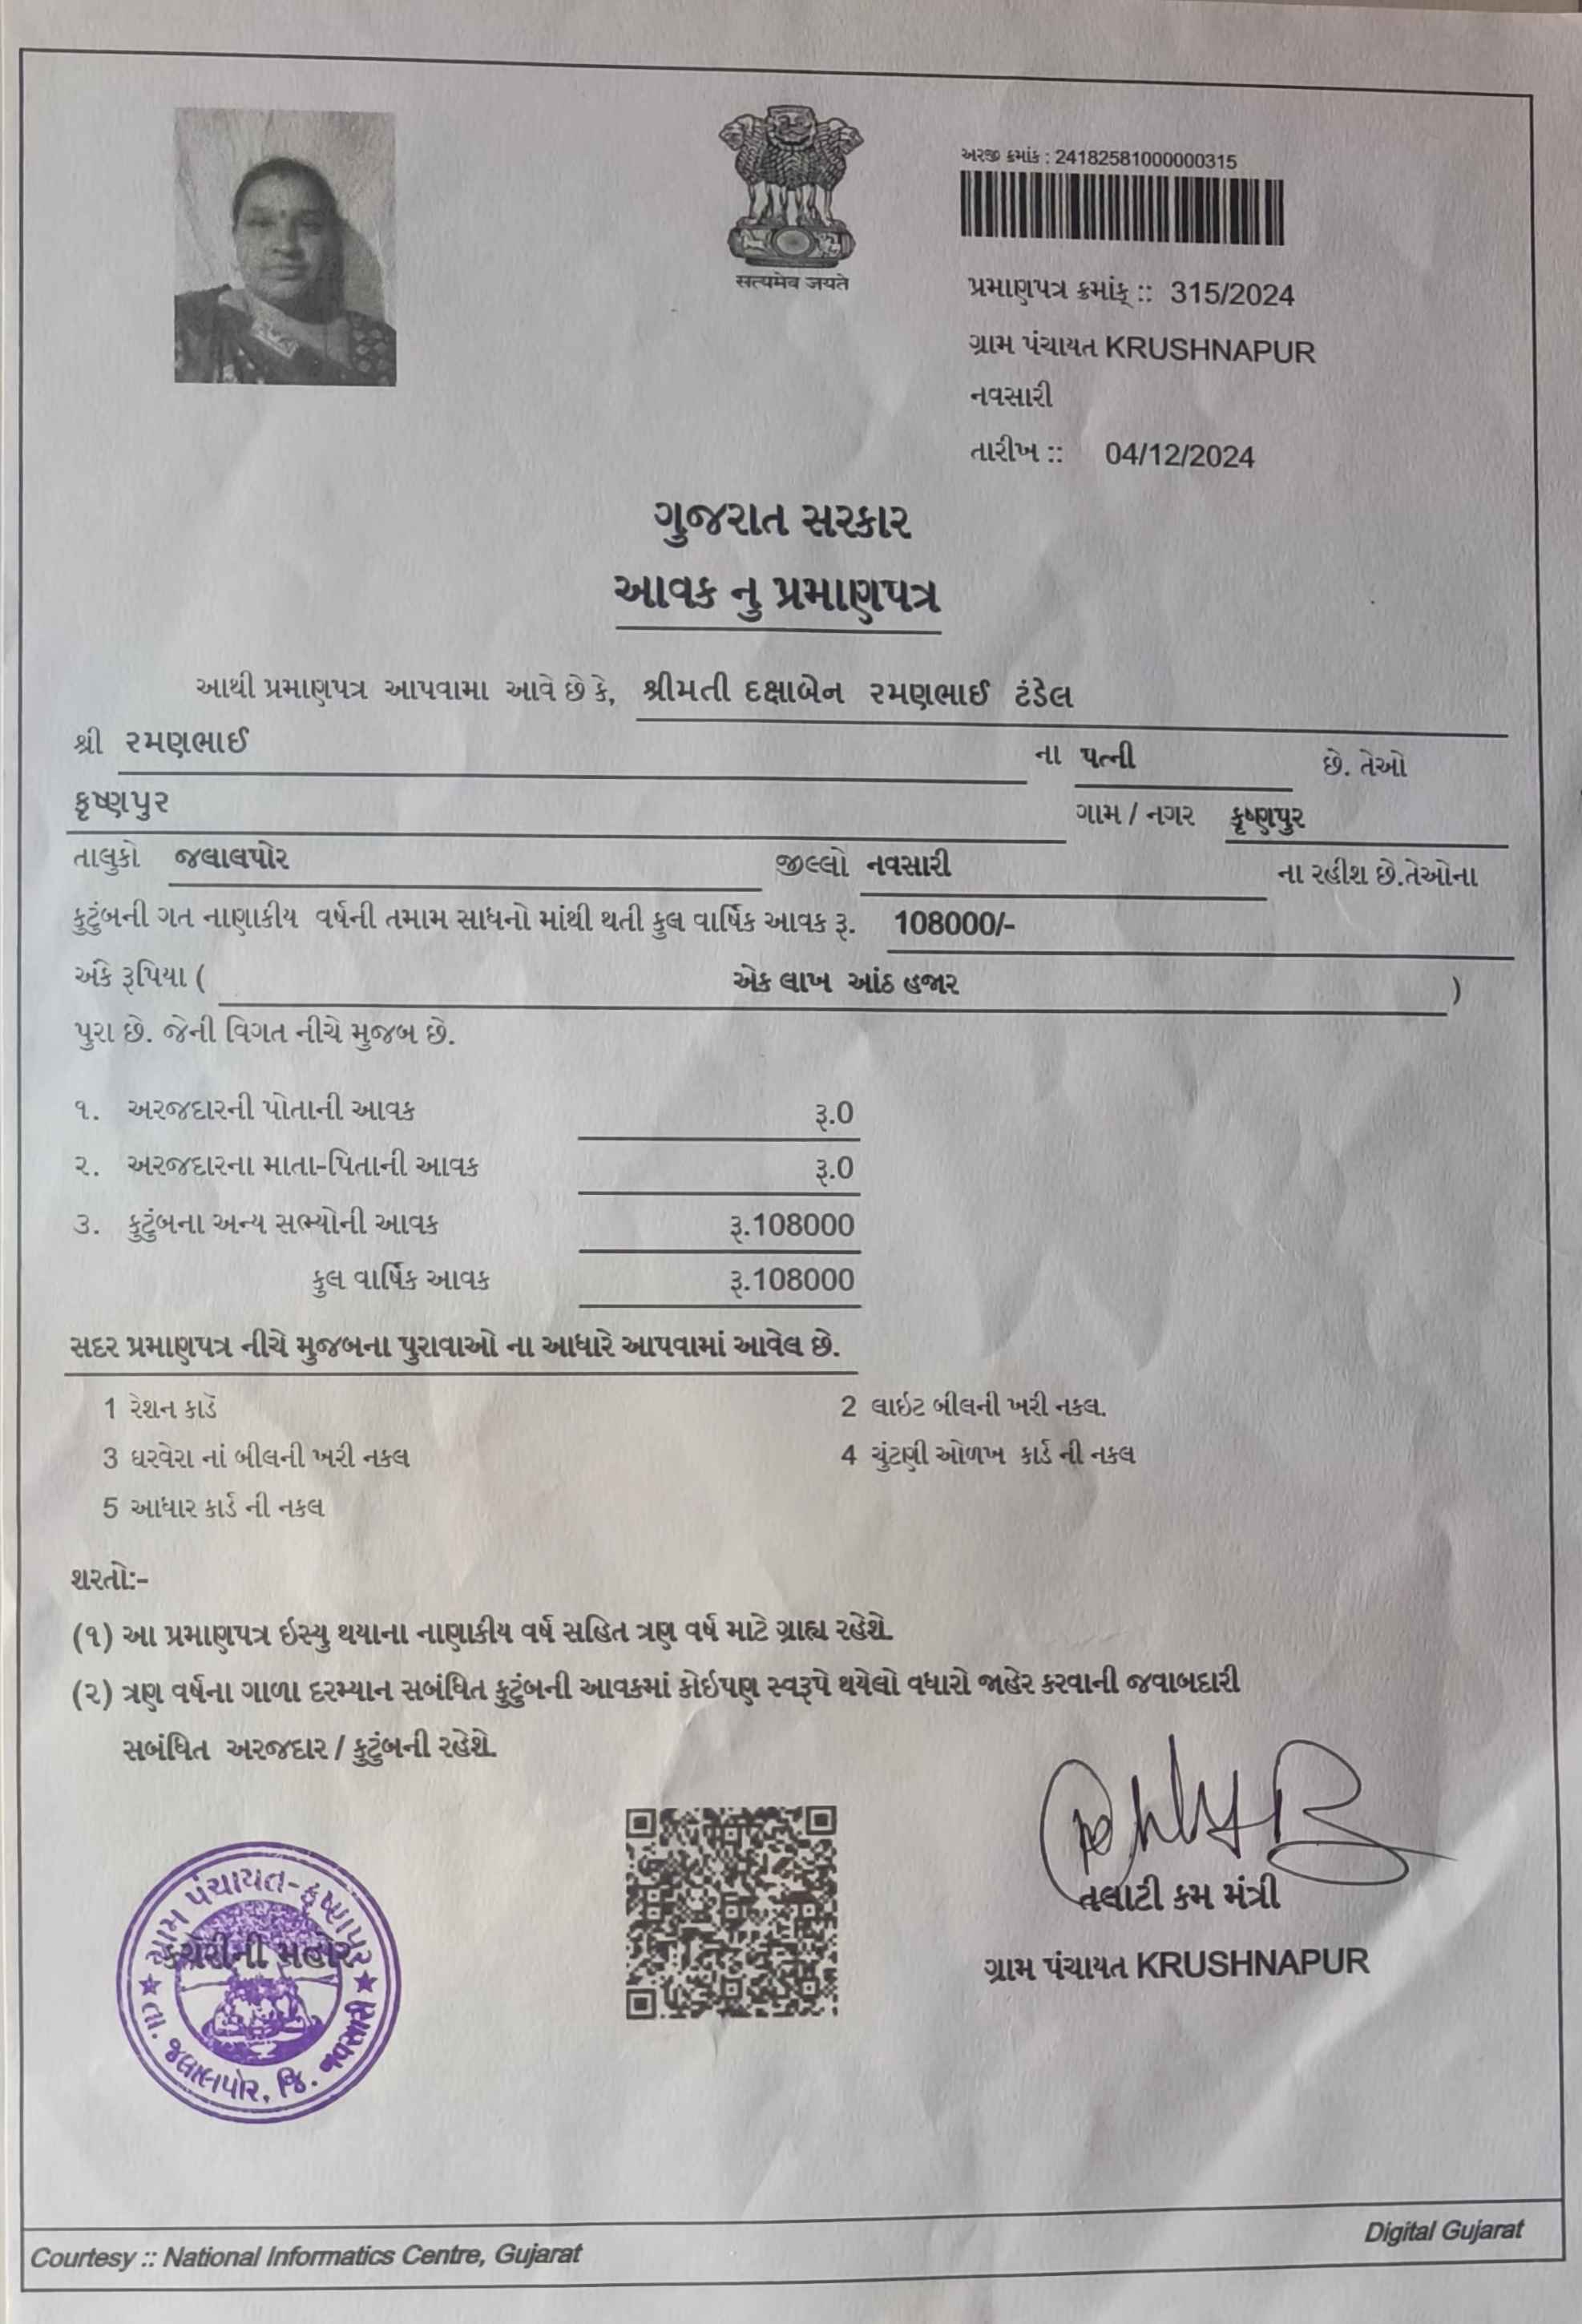 અરજી ક્રમાંક : 24182581000000315
सत्यमेव जयते
પ્રમાણપત્ર ક્રમાંક્ :: 315/2024
ગ્રામ પંચાયત KRUSHNAPUR
નવસારી
તારીખ :: 04/12/2024
ગુજરાત સરકાર
આવક નુ પ્રમાણપત્ર
આથી પ્રમાણપત્ર આપવામા આવે છે કે, શ્રીમતી દક્ષાબેન રમણભાઈ ટંડેલ
શ્રી રમણભાઈ ના પત્ની છે. તેઓ
કૃષ્ણપુર ગામ / નગર કૃષ્ણપુર
તાલુકો જલાલપોર જીલ્લો નવસારી ના રહીશ છે.તેઓના
કુટુંબની ગત નાણાકીય વર્ષની તમામ સાધનો માંથી થતી કુલ વાર્ષિક આવક રૂ. 108000/-
અંકે રૂપિયા ( એક લાખ આંઠ હજાર )
પુરા છે. જેની વિગત નીચે મુજબ છે.
૧. અરજદારની પોતાની આવક રૂ.0
૨. અરજદારના માતા-પિતાની આવક રૂ.0
૩. કુટુંબના અન્ય સભ્યોની આવક રૂ.108000
કુલ વાર્ષિક આવક રૂ.108000
સદર પ્રમાણપત્ર નીચે મુજબના પુરાવાઓ ના આધારે આપવામાં આવેલ છે.
1 રેશન કાર્ડ 2 લાઇટ બીલની ખરી નકલ.
3 ઘરવેરા નાં બીલની ખરી નકલ 4 ચુંટણી ઓળખ કાર્ડ ની નકલ
5 આધાર કાર્ડ ની નકલ
શરતો:-
(૧) આ પ્રમાણપત્ર ઇસ્યુ થયાના નાણાકીય વર્ષ સહિત ત્રણ વર્ષ માટે ગ્રાહ્ય રહેશે.
(૨) ત્રણ વર્ષના ગાળા દરમ્યાન સબંધિત કુટુંબની આવકમાં કોઇપણ સ્વરૂપે થયેલો વધારો જાહેર કરવાની જવાબદારી
સબંધિત અરજદાર / કુટુંબની રહેશે.
ગ્રામ પંચાયત-કૃષ્ણપુર
કચેરીની મહોર
તા. જલાલપોર, જિ. નવસારી
તલાટી કમ મંત્રી
ગ્રામ પંચાયત KRUSHNAPUR
Courtesy :: National Informatics Centre, Gujarat
Digital Gujarat